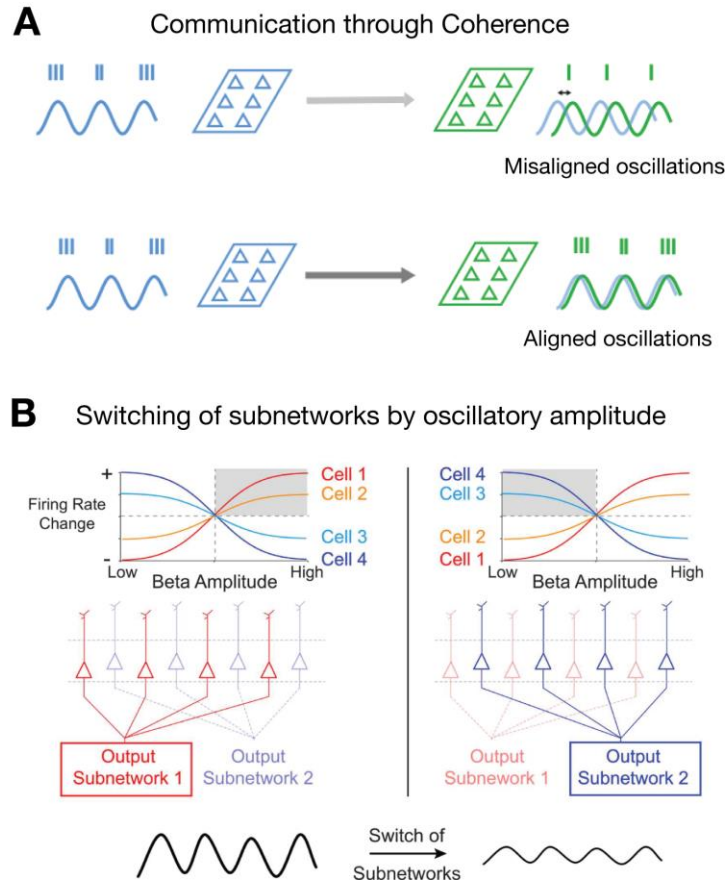 A
Communication through Coherence
Misaligned oscillations
Aligned oscillations
B
Switching of subnetworks by oscillatory amplitude
+
Firing Rate
Change
-
Low
Beta Amplitude
High
Cell 1
Cell 2
Cell 3
Cell 4
Output
Subnetwork 1
Output
Subnetwork 2
Cell 4
Cell 3
Cell 2
Cell 1
Low
Beta Amplitude
High
Output
Subnework 1
Output
Subnetwork 2
Switch of
Subnetworks